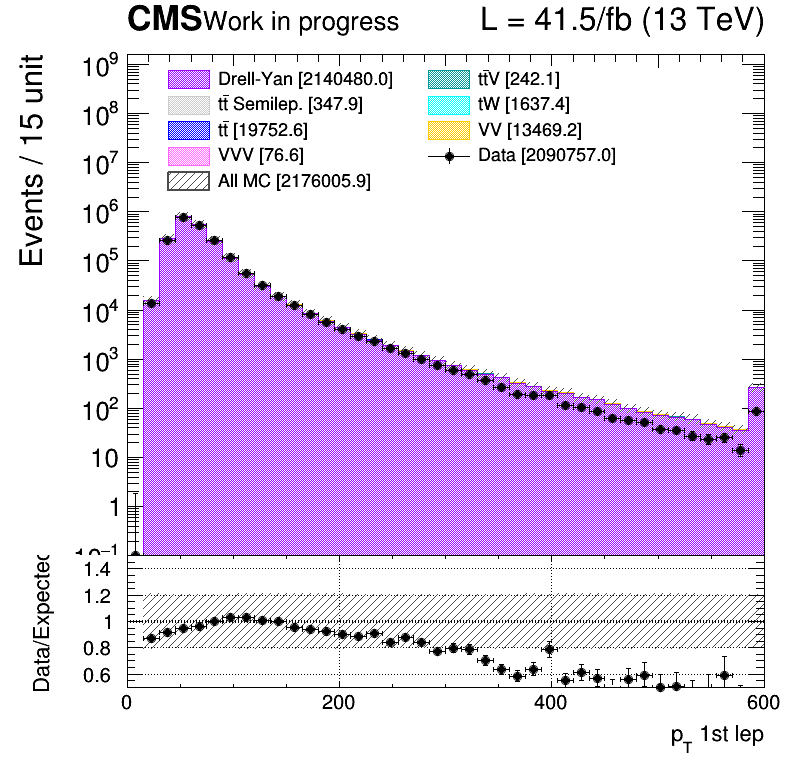 CMS Work in progress L = 41.5/fb (13 TeV)
Events / 15 unit
10⁹
10⁸
10⁷
10⁶
10⁵
10⁴
10³
10²
10
1
10⁻¹
Drell-Yan [2140480.0]
tt̄ Semilep. [347.9]
tt̄ [19752.6]
VVV [76.6]
All MC [2176005.9]
tt̄V [242.1]
tW [1637.4]
VV [13469.2]
Data [2090757.0]
Data/Expected
1.4
1.2
1
0.8
0.6
0 200 400 600
p_T 1st lep